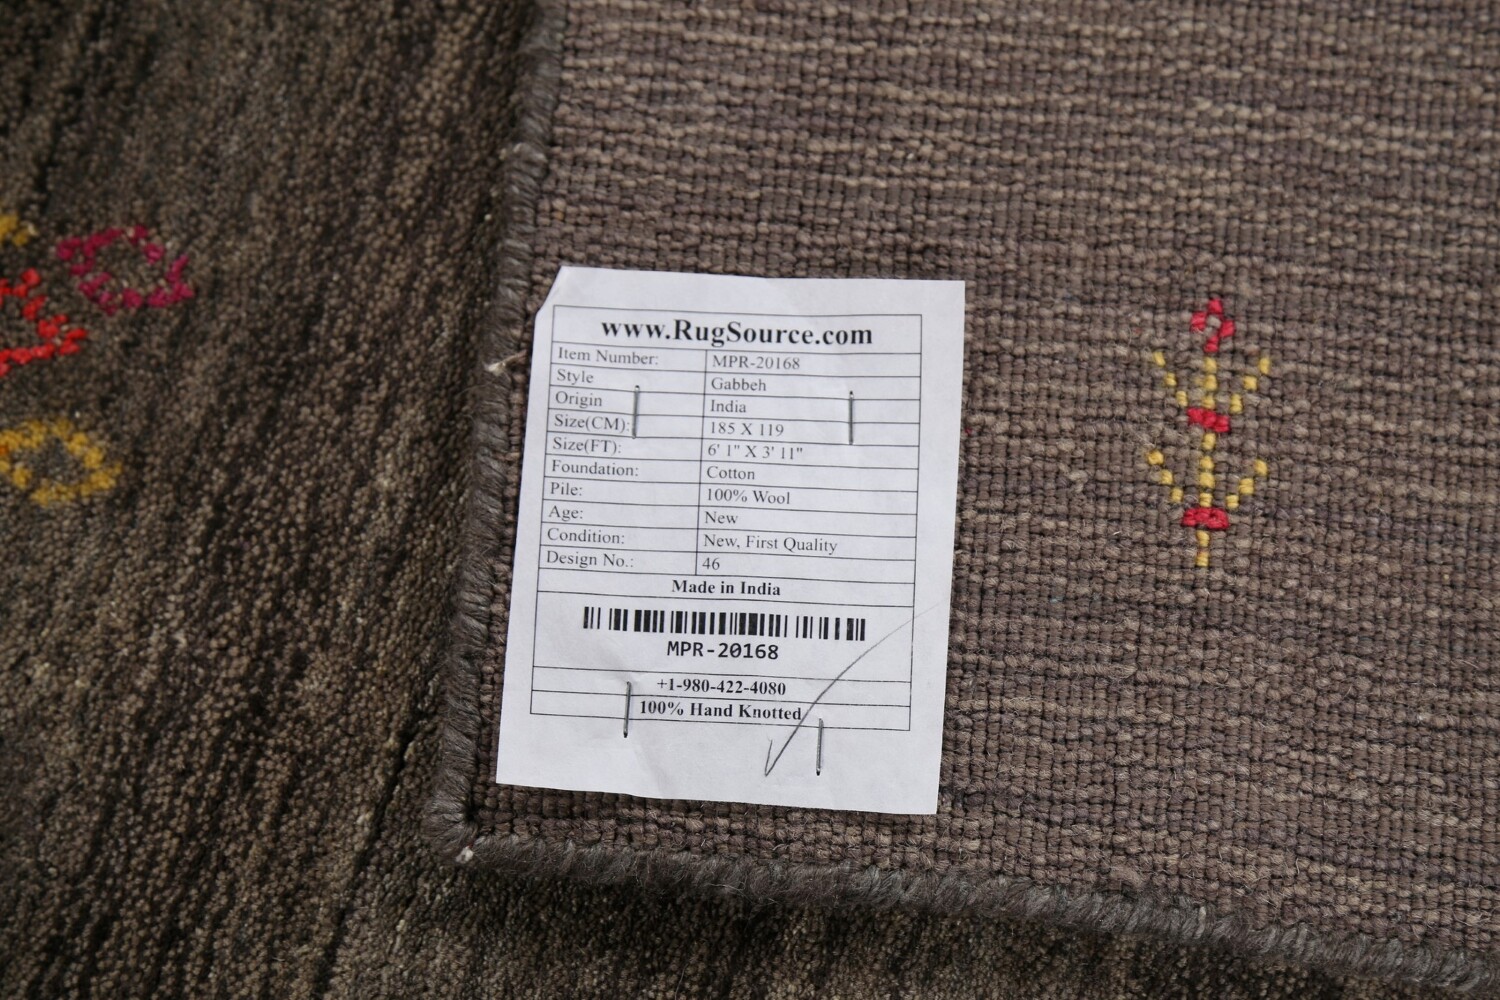 www.RugSource.com
Item Number: MPR-20168
Style Gabbeh
Origin India
Size(CM): 185 X 119
Size(FT): 6' 1" X 3' 11"
Foundation: Cotton
Pile: 100% Wool
Age: New
Condition: New, First Quality
Design No.: 46
Made in India
MPR-20168
+1-980-422-4080
100% Hand Knotted